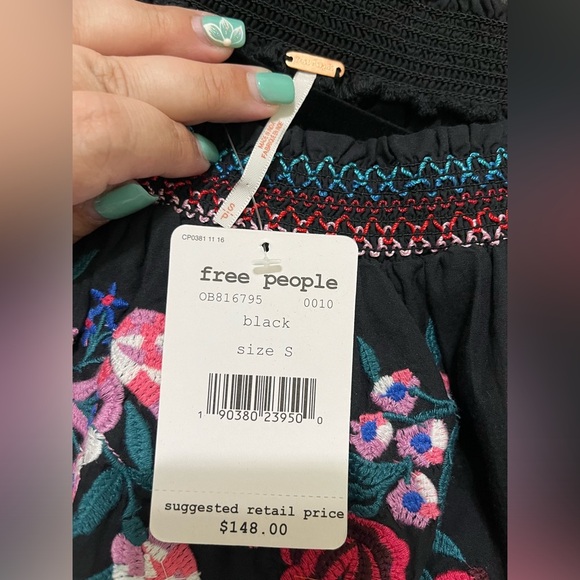 CP0381 11 16
free people
OB816795 0010
black
size S
1 90380 23950 0
suggested retail price
$148.00